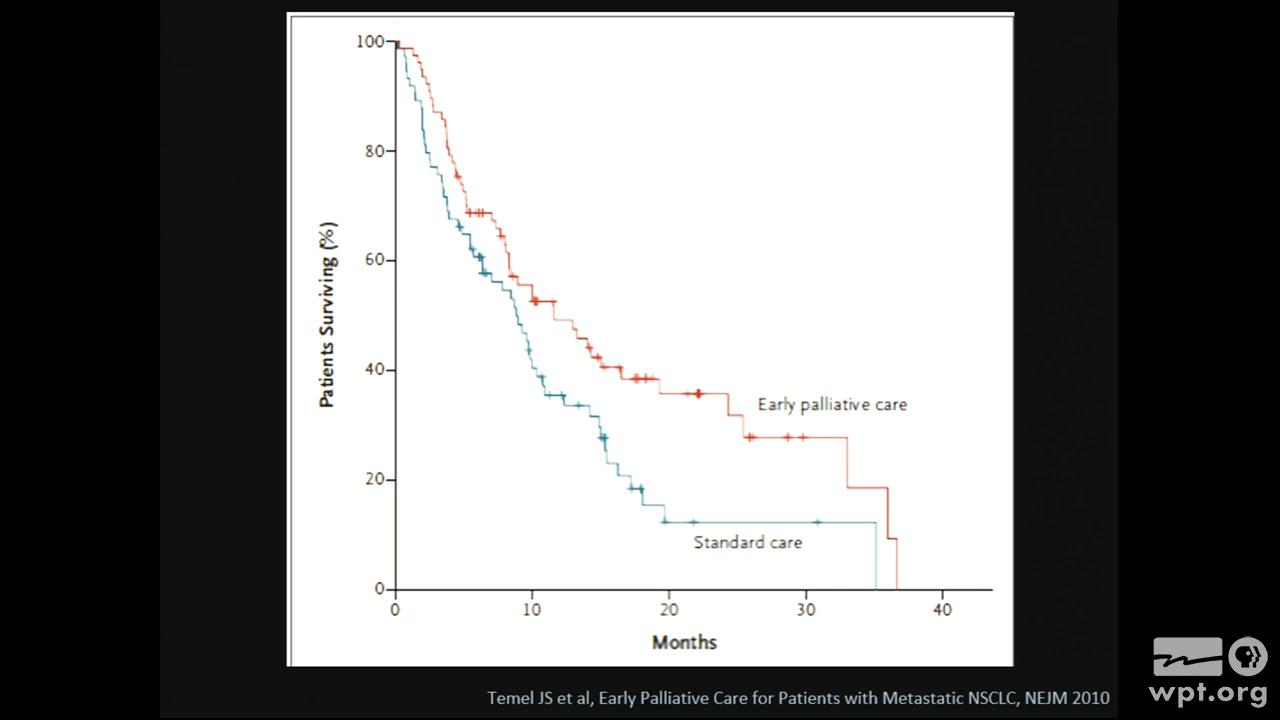 100
80
60
40
20
0
Patients Surviving (%)
Early palliative care
Standard care
0 10 20 30 40
Months
Temel JS et al, Early Palliative Care for Patients with Metastatic NSCLC, NEJM 2010
wpt.org